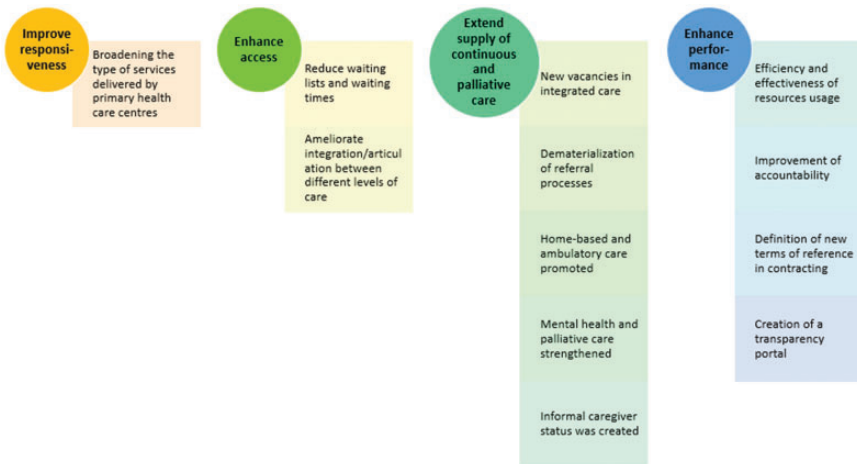 Improve
responsi-
veness
Broadening the
type of services
delivered by
primary health
care centres
Enhance
access
Reduce waiting
lists and waiting
times
Ameliorate
integration/articul
ation between
different levels of
care
Extend
supply of
continuous
and
palliative
care
New vacancies in
integrated care
Dematerialization
of referral
processes
Home-based and
ambulatory care
promoted
Mental health and
palliative care
strengthened
Informal caregiver
status was created
Enhance
perfor-
mance
Efficiency and
effectiveness of
resources usage
Improvement of
accountability
Definition of new
terms of reference
in contracting
Creation of a
transparency
portal